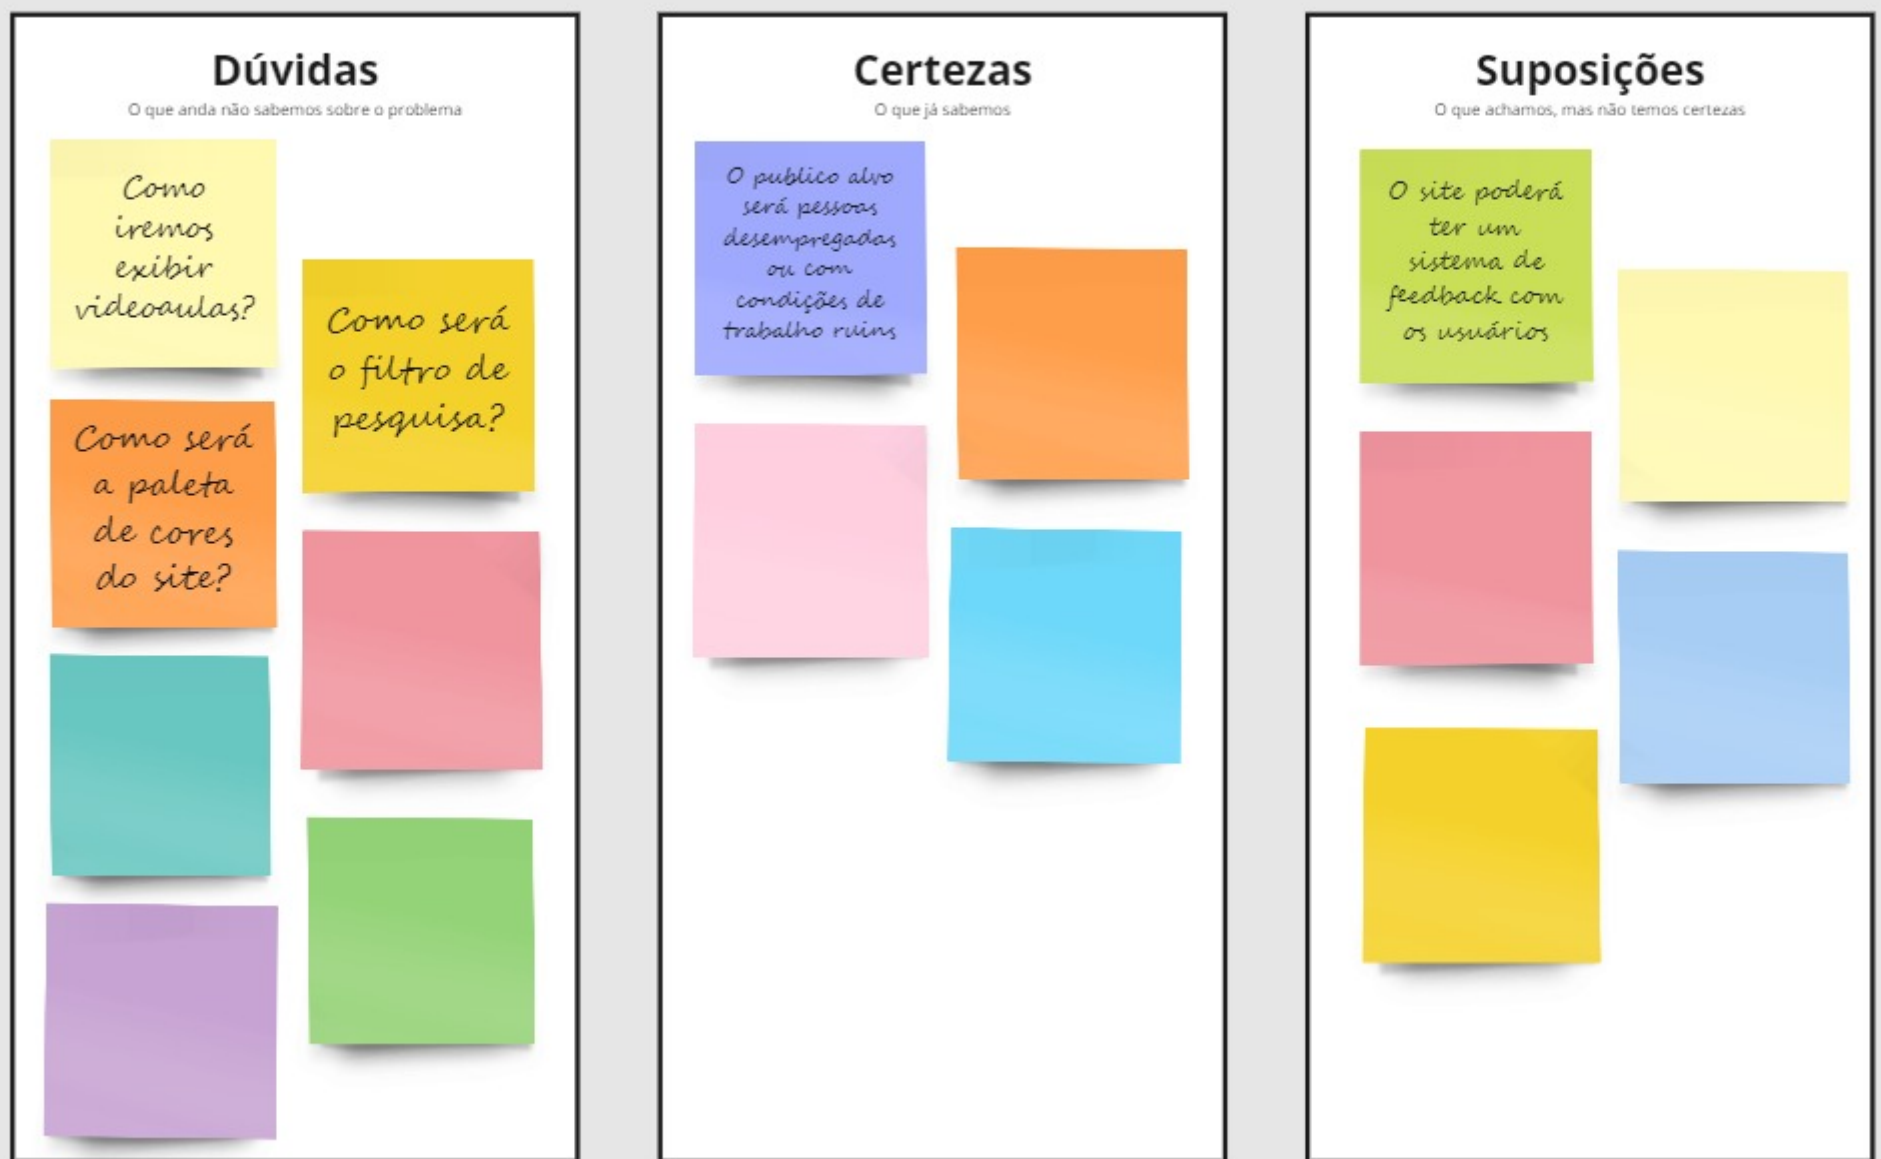 Dúvidas
O que anda não sabemos sobre o problema
Como
iremos
exibir
videoaulas?
Como será
o filtro de
pesquisa?
Como será
a paleta
de cores
do site?
Certezas
O que já sabemos
O publico alvo
será pessoas
desempregadas
ou com
condições de
trabalho ruins
Suposições
O que achamos, mas não temos certezas
O site poderá
ter um
sistema de
feedback com
os usuários